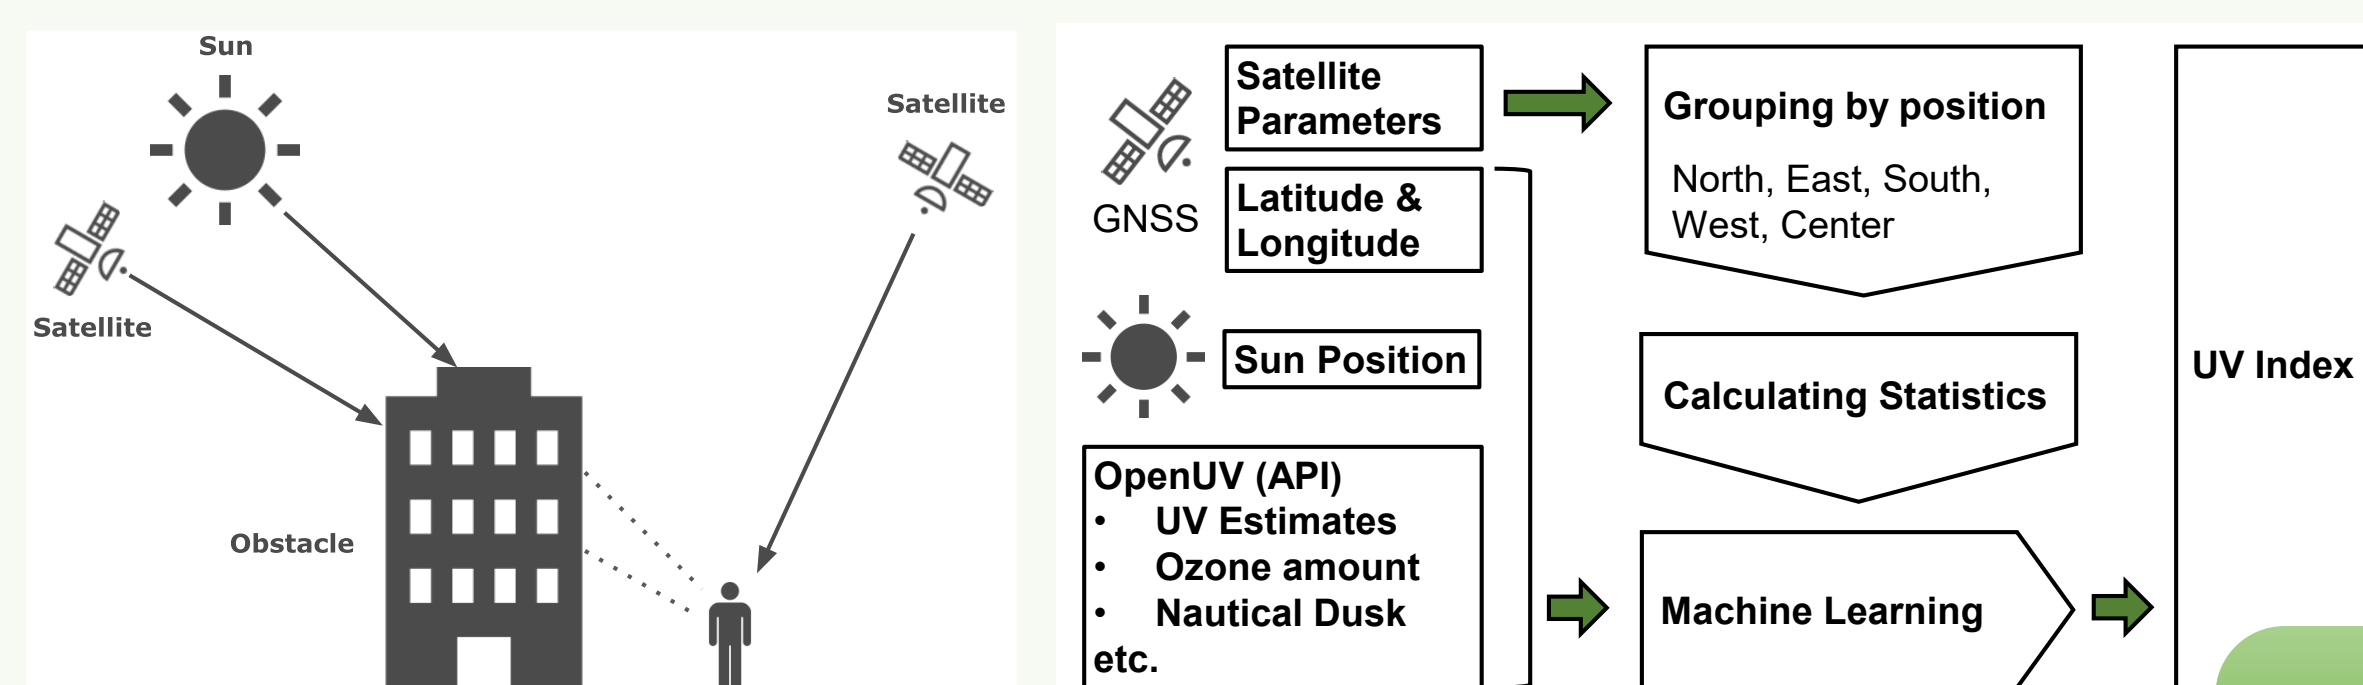 Sun
Satellite
Satellite
Obstacle
GNSS
Satellite
Parameters
Latitude &
Longitude
Sun Position
OpenUV (API)
• UV Estimates
• Ozone amount
• Nautical Dusk
etc.
Grouping by position
North, East, South,
West, Center
Calculating Statistics
Machine Learning
UV Index